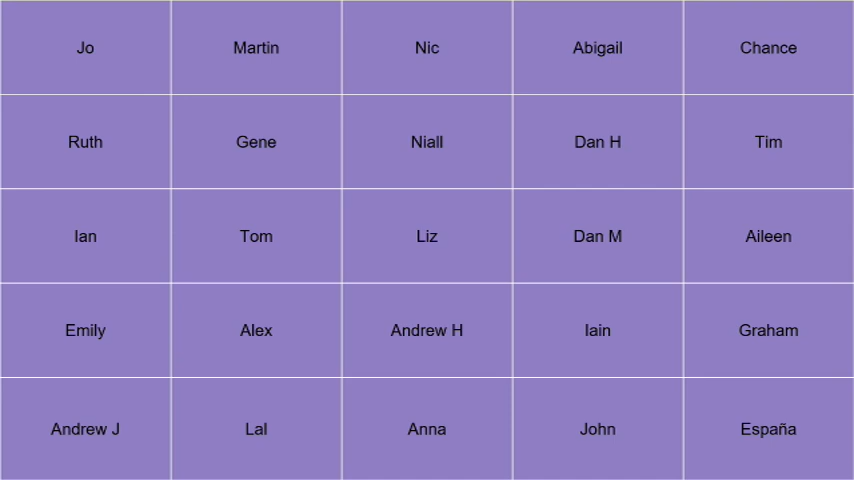 Jo Martin Nic Abigail Chance
Ruth Gene Niall Dan H Tim
Ian Tom Liz Dan M Aileen
Emily Alex Andrew H Iain Graham
Andrew J Lal Anna John España